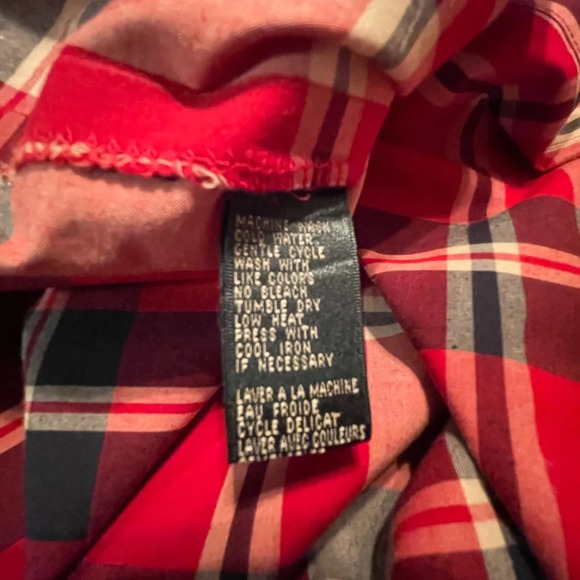 MACHINE WASH
COLD WATER
GENTLE CYCLE
WASH WITH
LIKE COLORS
NO BLEACH
TUMBLE DRY
LOW HEAT
PRESS WITH
COOL IRON
IF NECESSARY
LAVER A LA MACHINE
EAU FROIDE
CYCLE DELICAT
LAVER AVEC COULEURS